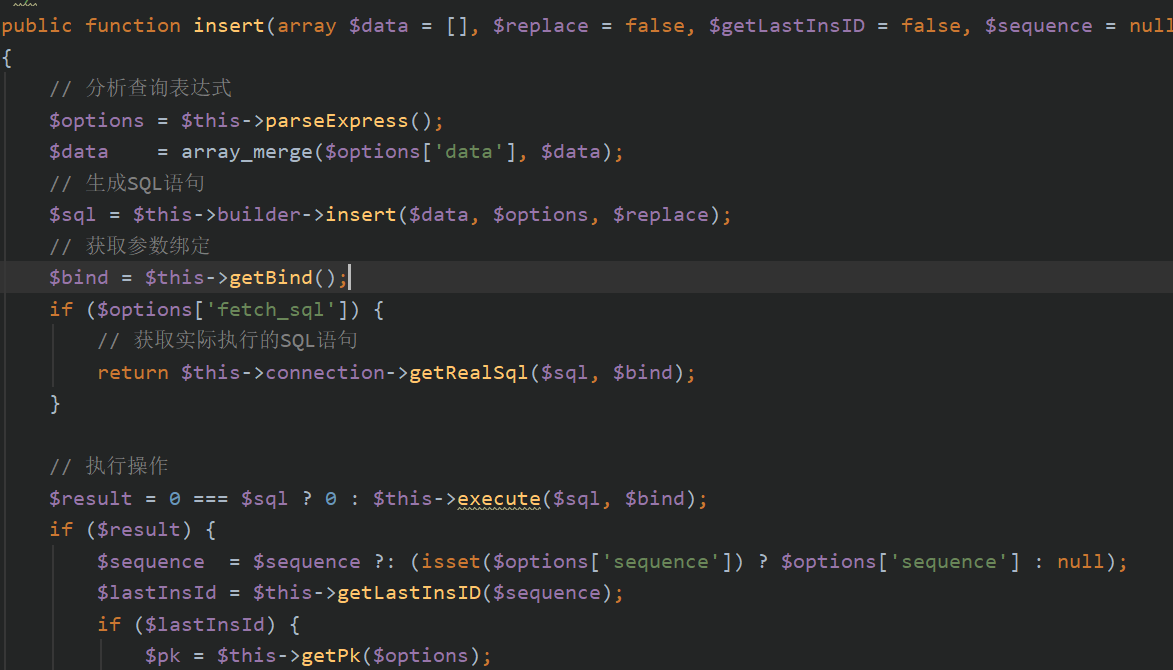 public function insert(array $data = [], $replace = false, $getLastInsID = false, $sequence = null
{
    // 分析查询表达式
    $options = $this->parseExpress();
    $data    = array_merge($options['data'], $data);
    // 生成SQL语句
    $sql = $this->builder->insert($data, $options, $replace);
    // 获取参数绑定
    $bind = $this->getBind();
    if ($options['fetch_sql']) {
        // 获取实际执行的SQL语句
        return $this->connection->getRealSql($sql, $bind);
    }

    // 执行操作
    $result = 0 === $sql ? 0 : $this->execute($sql, $bind);
    if ($result) {
        $sequence  = $sequence ?: (isset($options['sequence']) ? $options['sequence'] : null);
        $lastInsId = $this->getLastInsID($sequence);
        if ($lastInsId) {
            $pk = $this->getPk($options);